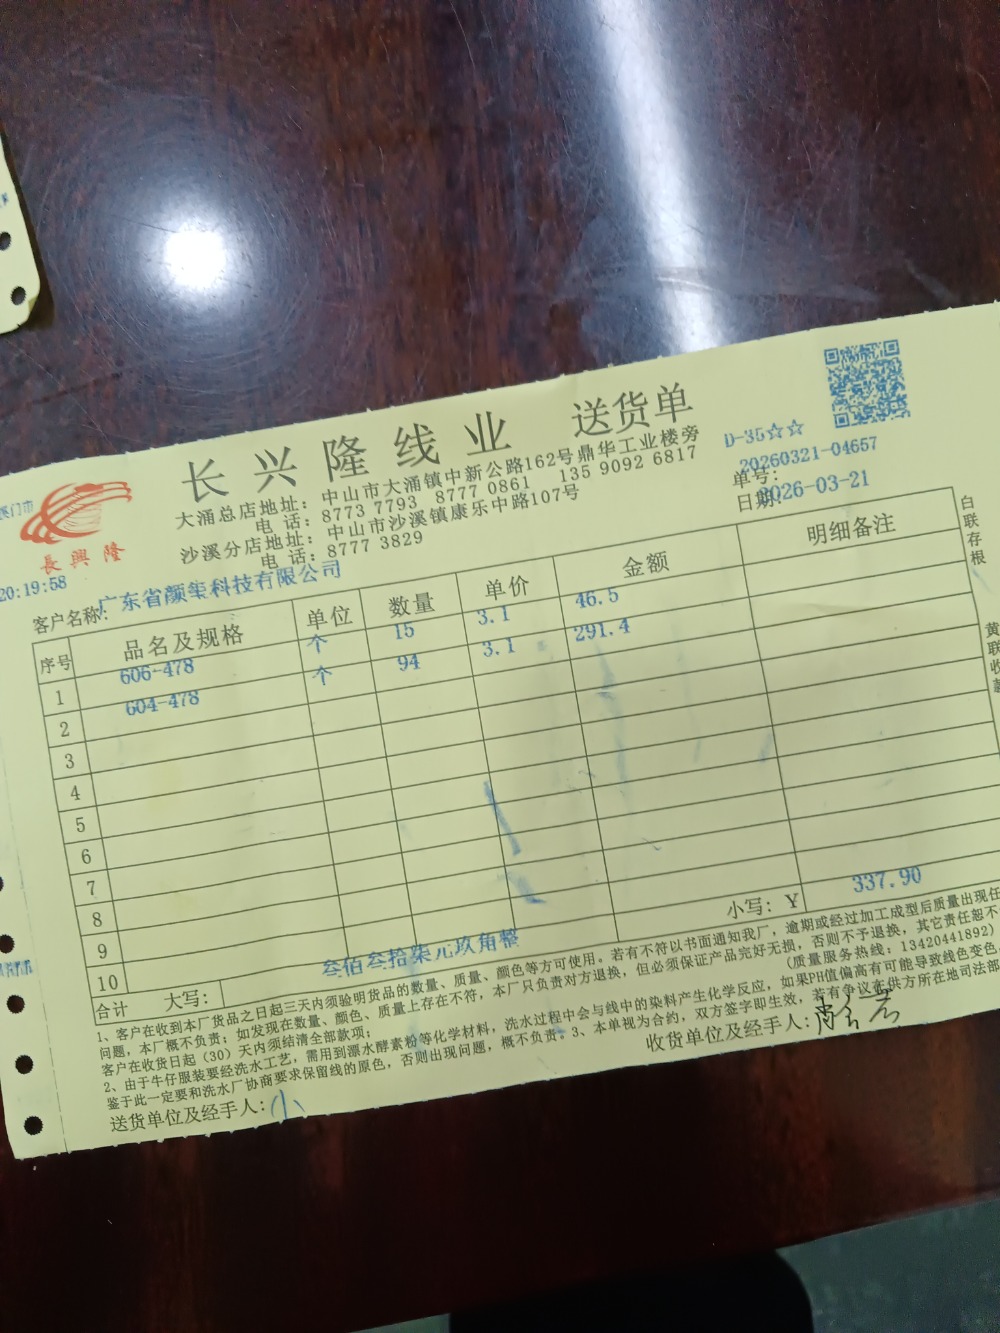 长兴隆线业 送货单
大涌总店地址：中山市大涌镇中新公路162号鼎华工业楼旁
电 话：8773 7793 8777 0861 135 9092 6817
沙溪分店地址：中山市沙溪镇康乐中路107号
电 话：8777 3829
D-35☆☆
单号：20260321-04657
日期：2026-03-21
長興隆
20:19:58
客户名称：广东省颜玺科技有限公司
序号 品名及规格 单位 数量 单价 金额 明细备注
1 606-478 个 15 3.1 46.5
2 604-478 个 94 3.1 291.4
3
4
5
6
7
8
9
10
合计 大写：叁佰叁拾柒元玖角整 小写：Y 337.90
1、客户在收到本厂货品之日起三天内须验明货品的数量、质量、颜色等方可使用。若有不符以书面通知我厂，逾期或经过加工成型后质量出现任
问题，本厂概不负责；如发现在数量、颜色、质量上存在不符，本厂只负责对方退换，但必须保证产品完好无损，否则不予退换，其它责任恕不
客户在收货日起（30）天内须结清全部款项；（质量服务热线：13420441892）
2、由于牛仔服装要经洗水工艺，需用到漂水酵素粉等化学材料，洗水过程中会与线中的染料产生化学反应，如果PH值偏高有可能导致线色变色，
鉴于此一定要和洗水厂协商要求保留线的原色，否则出现问题，概不负责。3、本单视为合约，双方签字即生效，若有争议在供方所在地司法部
送货单位及经手人：小
收货单位及经手人：
白联存根
黄联收